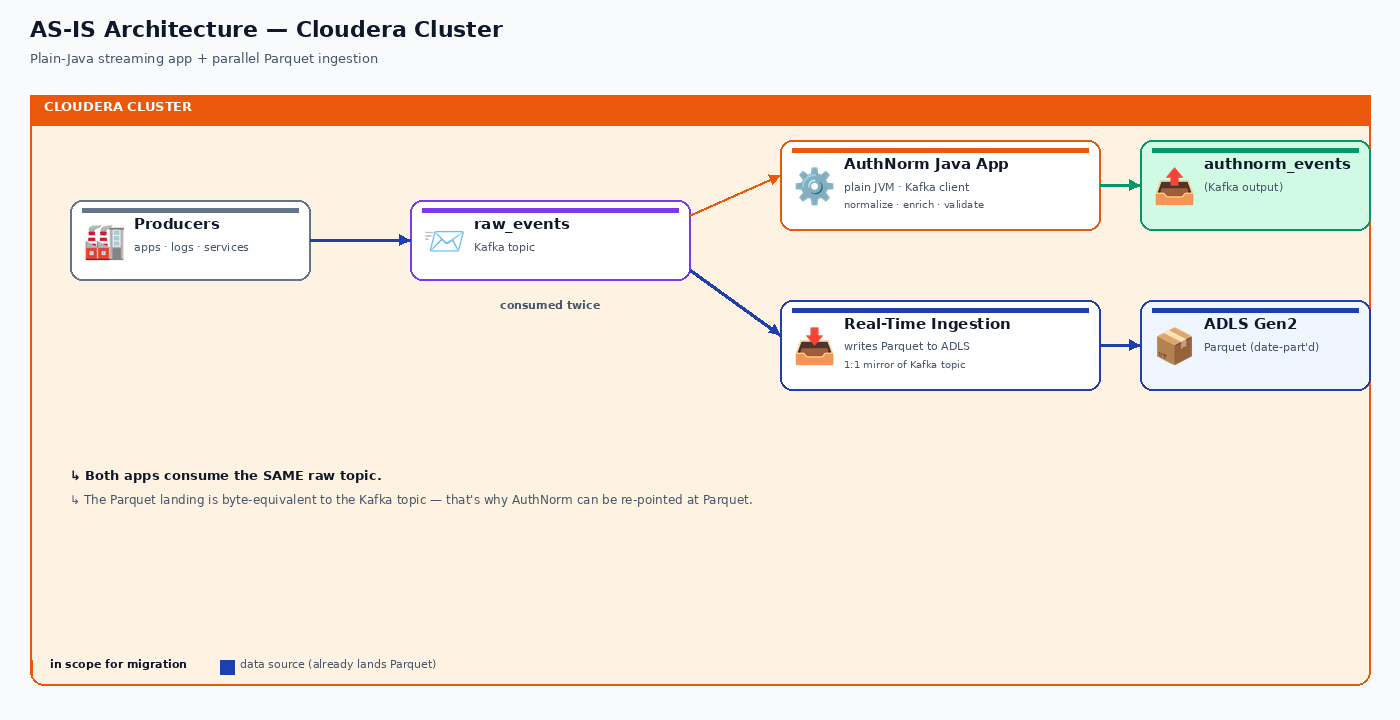 AS-IS Architecture — Cloudera Cluster
Plain-Java streaming app + parallel Parquet ingestion
CLOUDERA CLUSTER
Producers
apps · logs · services
raw_events
Kafka topic
consumed twice
AuthNorm Java App
plain JVM · Kafka client
normalize · enrich · validate
authnorm_events
(Kafka output)
Real-Time Ingestion
writes Parquet to ADLS
1:1 mirror of Kafka topic
ADLS Gen2
Parquet (date-part'd)
↳ Both apps consume the SAME raw topic.
↳ The Parquet landing is byte-equivalent to the Kafka topic — that's why AuthNorm can be re-pointed at Parquet.
in scope for migration
data source (already lands Parquet)